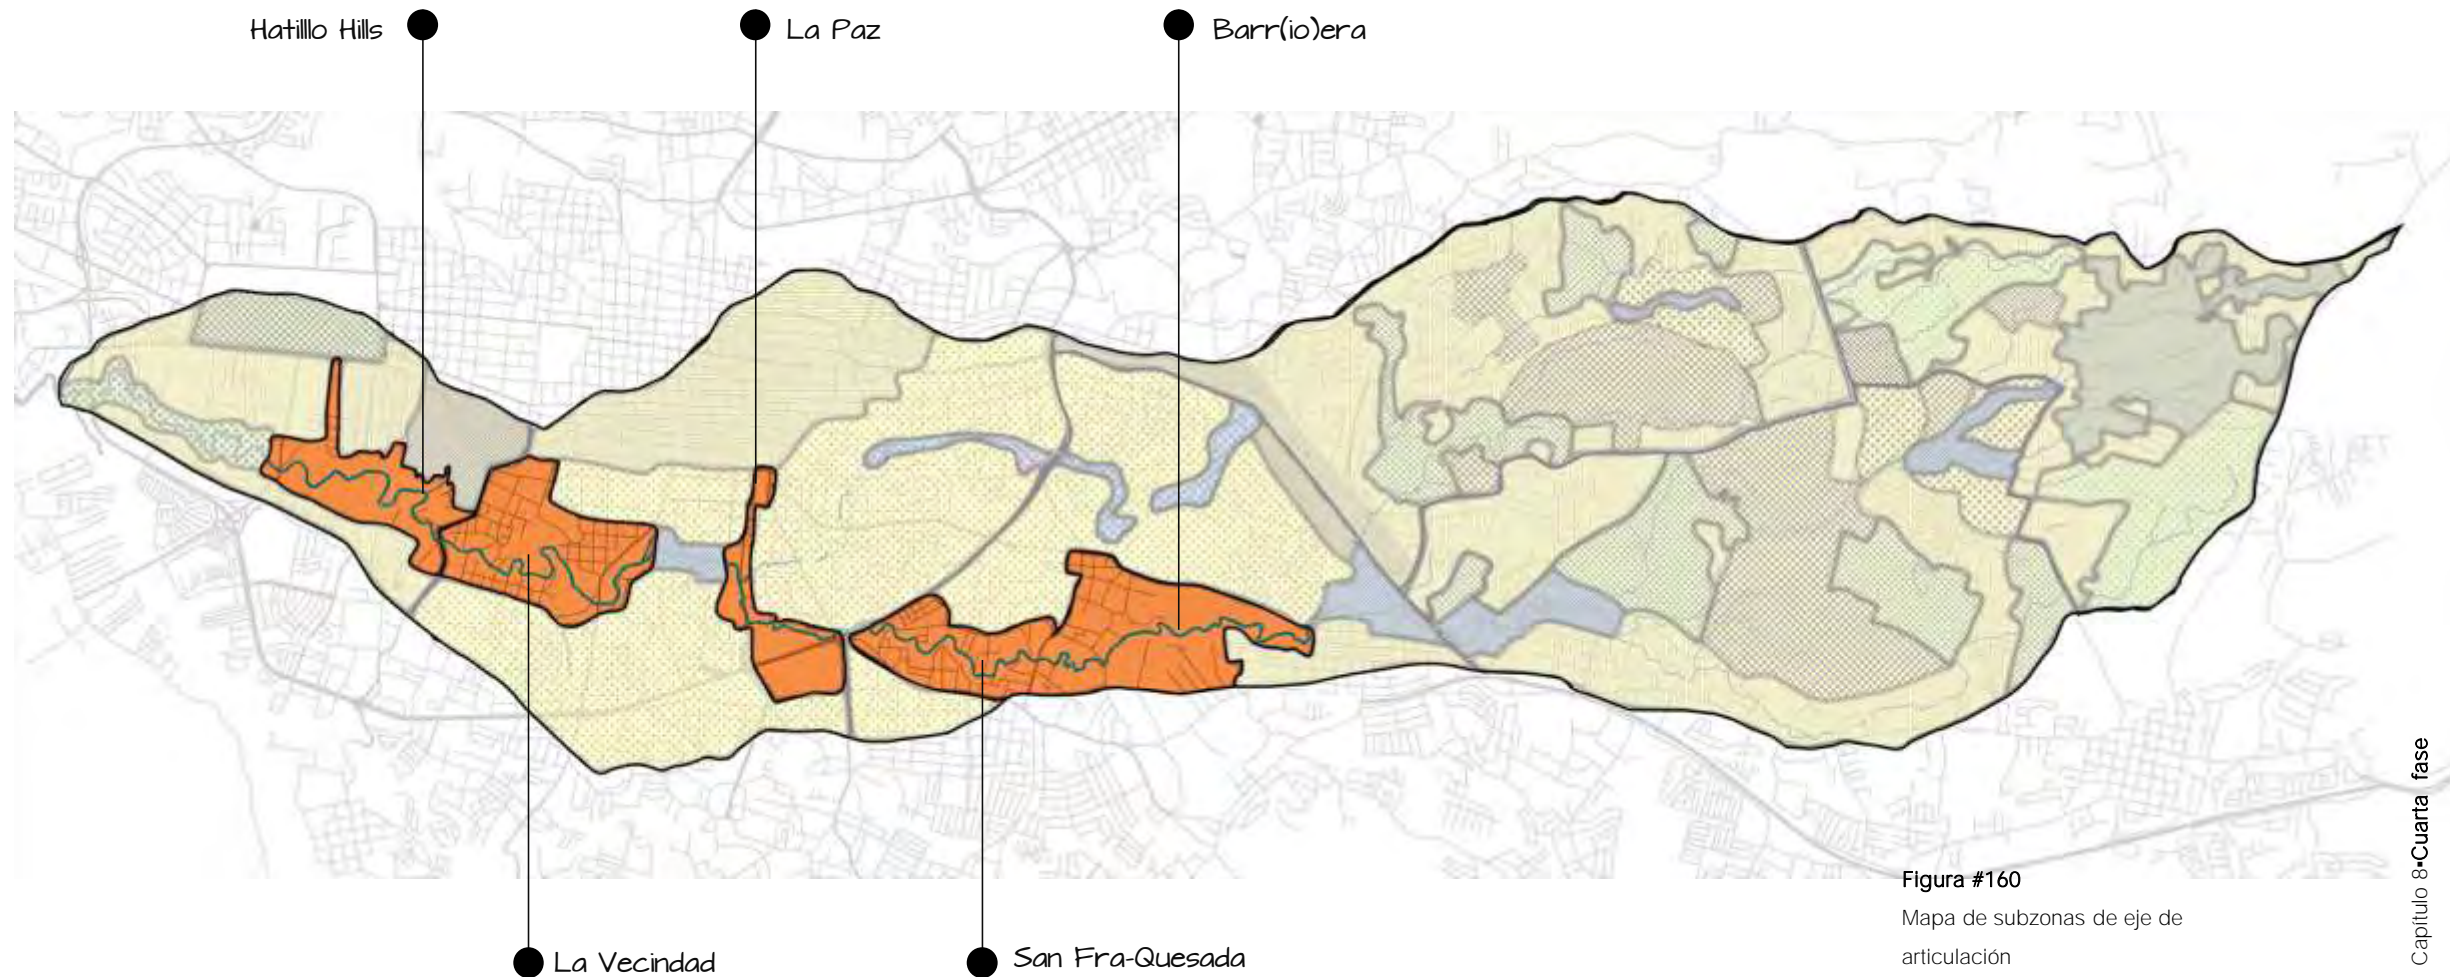 Hatillo Hills
La Paz
Barr(io)era
La Vecindad
San Fra-Quesada
Figura #160
Mapa de subzonas de eje de
articulación
Capítulo 8▪Cuarta fase